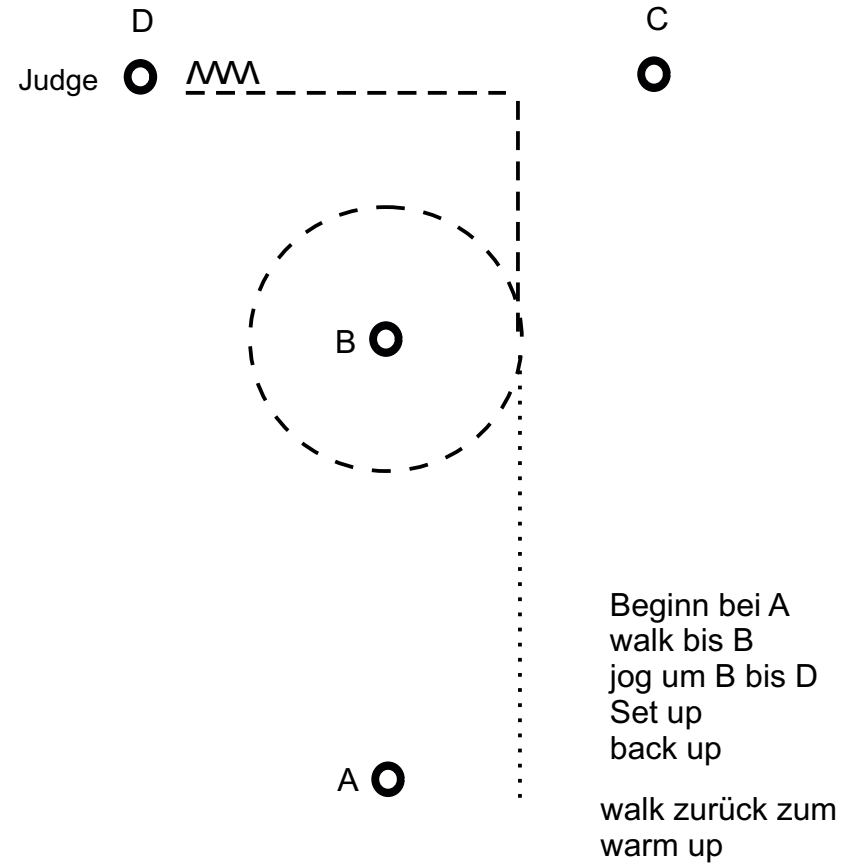 D
C
Judge
B
A
Beginn bei A
walk bis B
jog um B bis D
Set up
back up
walk zurück zum
warm up